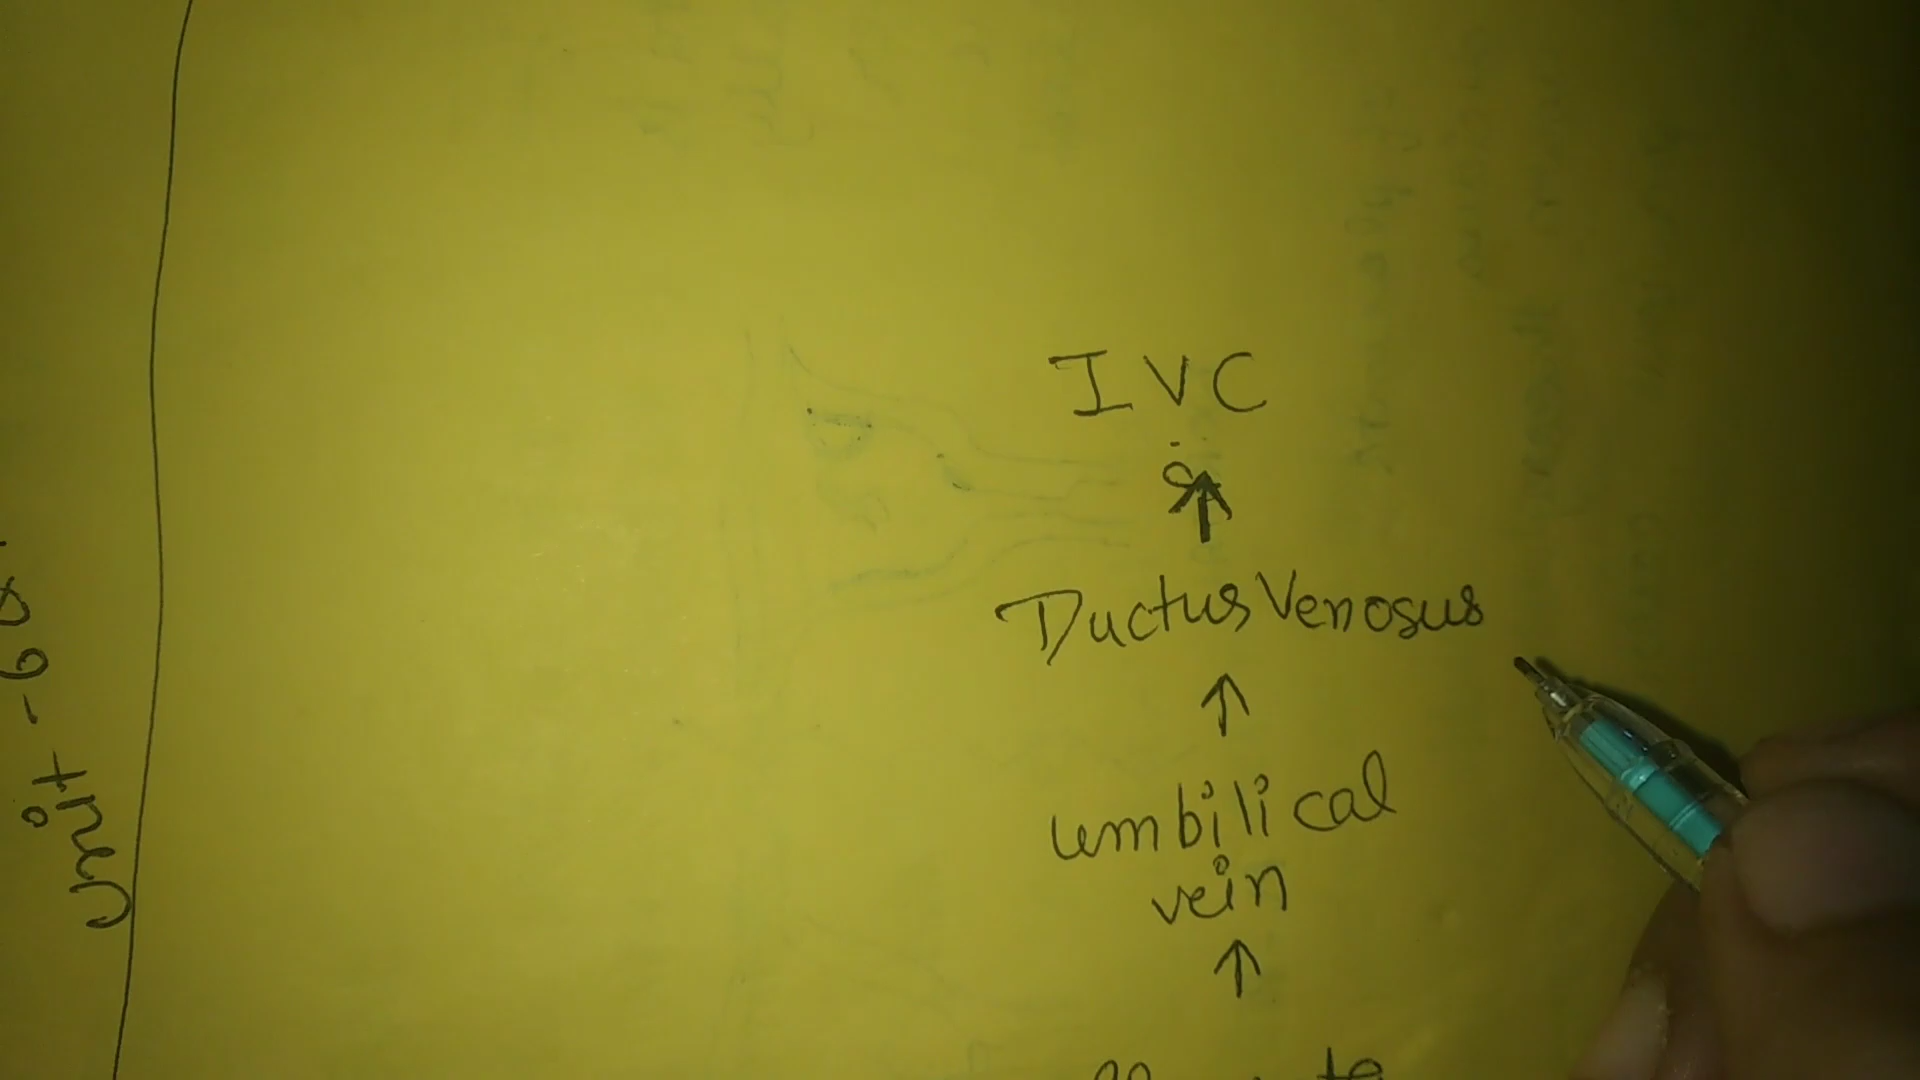 IVC
↑
Ductus Venosus
↑
umbilical
vein
↑
Unit - 6